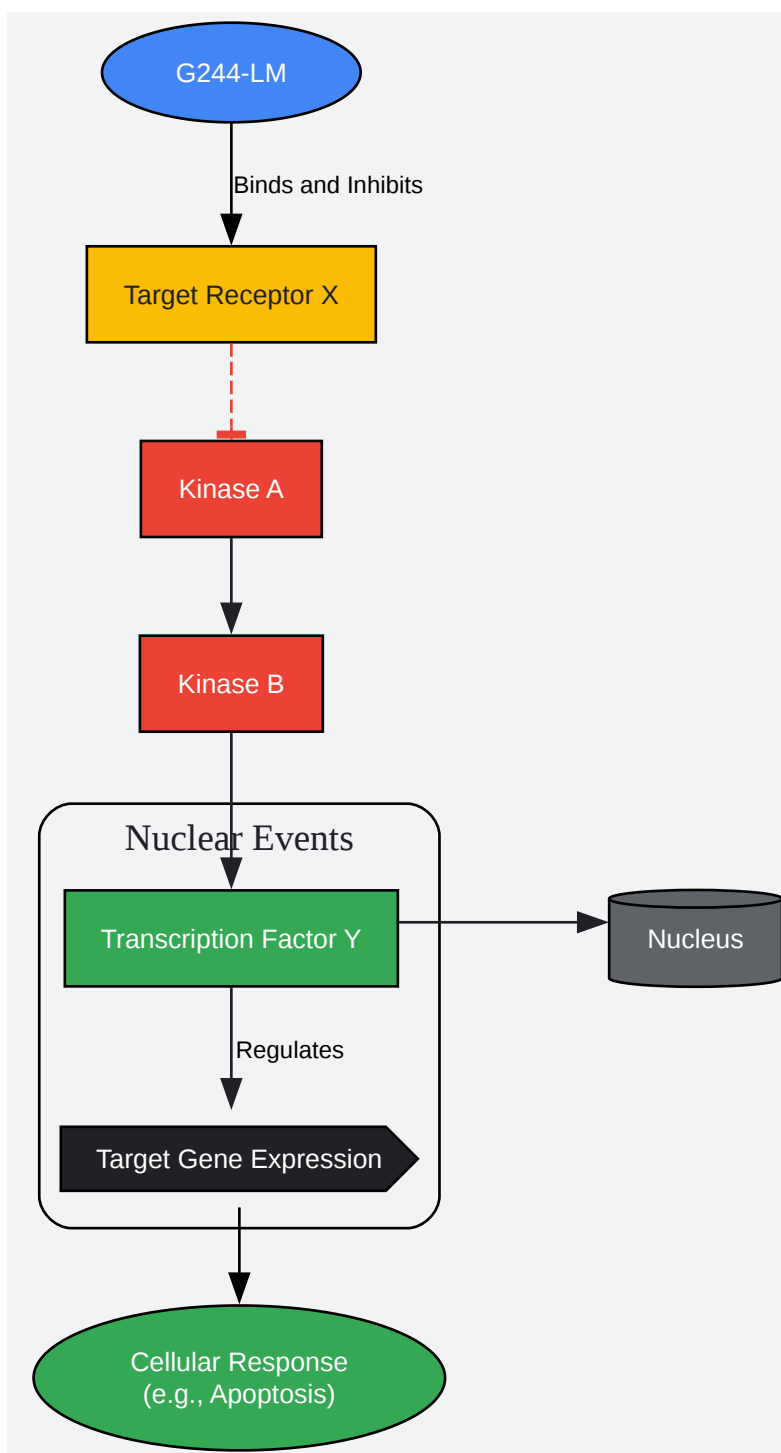 G244-LM
Binds and Inhibits
Target Receptor X
Kinase A
Kinase B
Nuclear Events
Transcription Factor Y
Nucleus
Regulates
Target Gene Expression
Cellular Response
(e.g., Apoptosis)